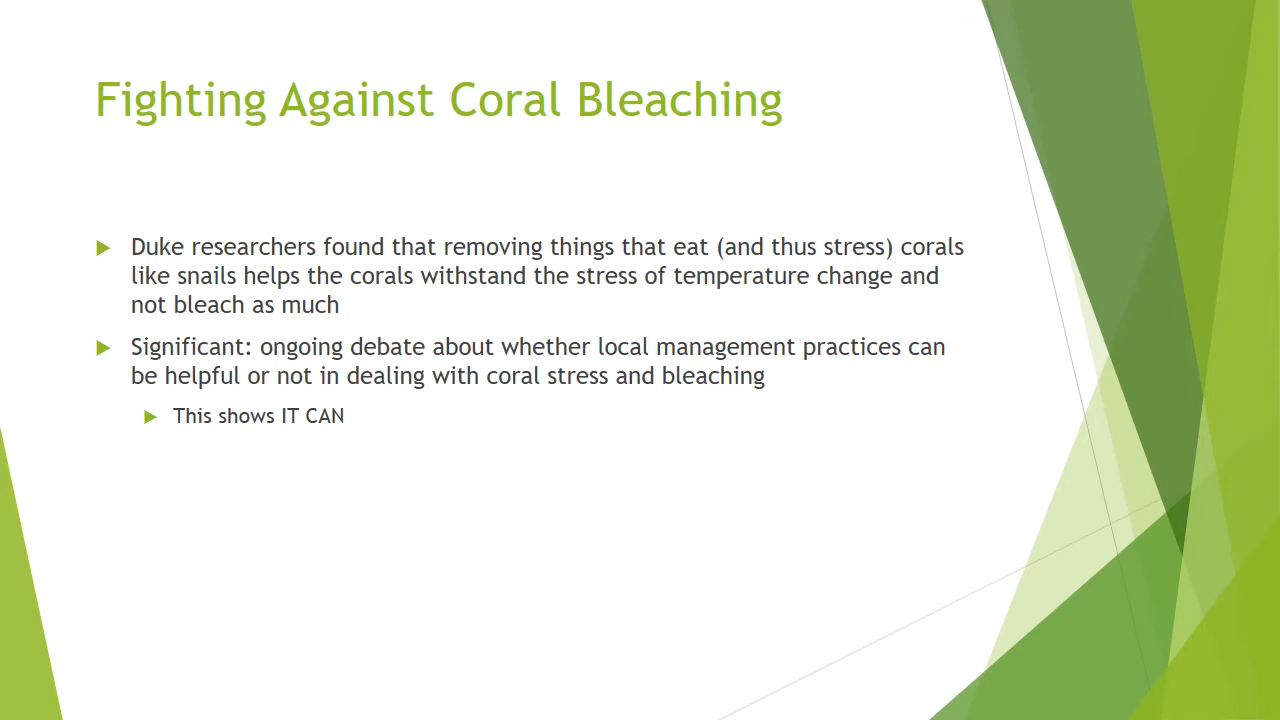 Fighting Against Coral Bleaching
Duke researchers found that removing things that eat (and thus stress) corals
like snails helps the corals withstand the stress of temperature change and
not bleach as much
Significant: ongoing debate about whether local management practices can
be helpful or not in dealing with coral stress and bleaching
This shows IT CAN